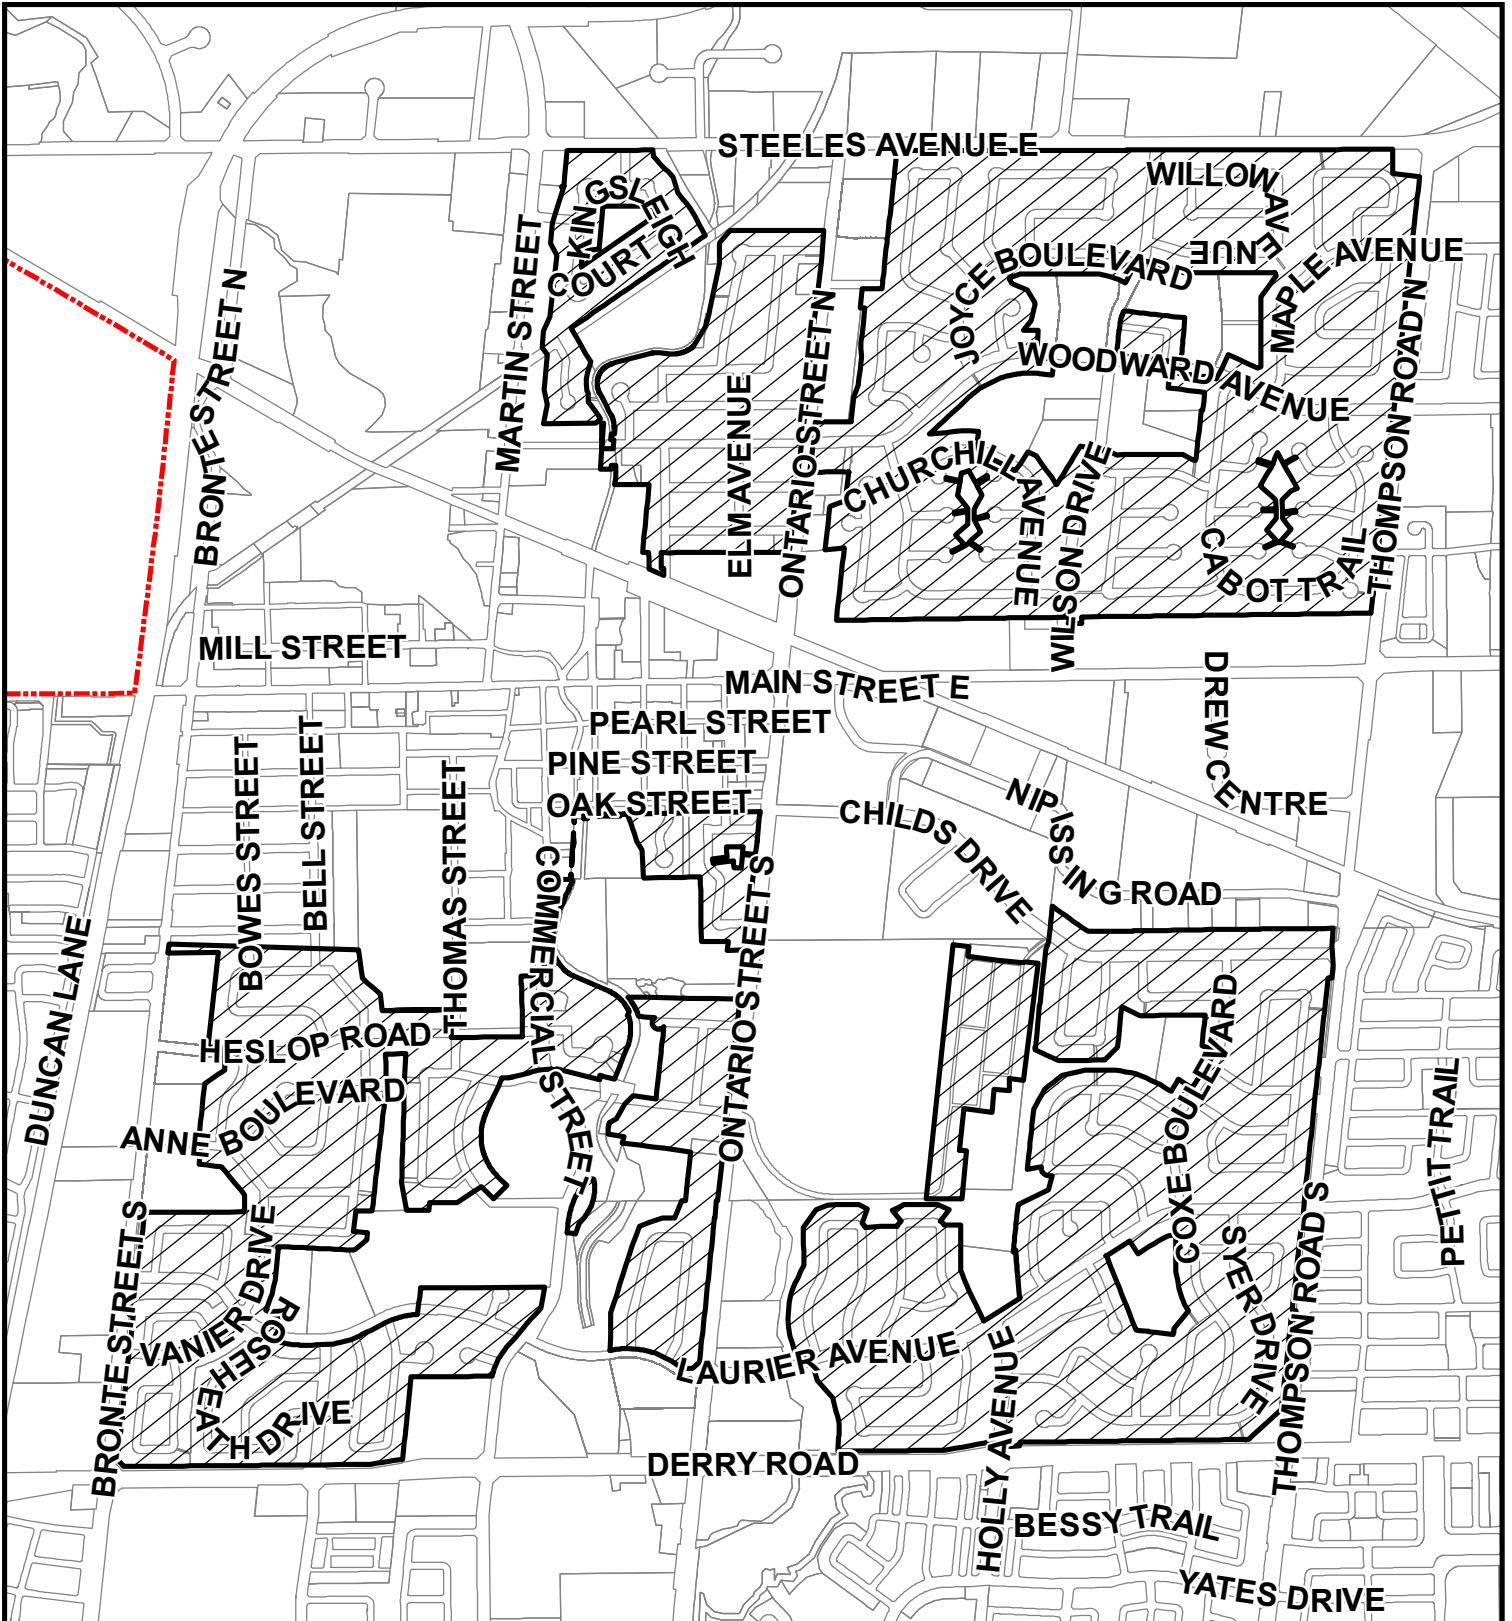 STEELES AVENUE E
WILLOW AVENUE
KINGSLEIGH COURT
MARTIN STREET
JOYCE BOULEVARD
MAPLE AVENUE
BRONTE STREET N
ELM AVENUE
ONTARIO STREET N
WOODWARD AVENUE
THOMPSON ROAD N
CHURCHILL AVENUE
WILSON DRIVE
CABOT TRAIL
MILL STREET
MAIN STREET E
DREW CENTRE
PEARL STREET
PINE STREET
OAK STREET
BOWES STREET
BELL STREET
THOMAS STREET
COMMERCIAL STREET
CHILDS DRIVE
NIPISSING ROAD
ONTARIO STREET S
DUNCAN LANE
HESLOP ROAD
ANNE BOULEVARD
COXE BOULEVARD
PETTIT TRAIL
BRONTE STREET S
VANIER DRIVE
ROSEHEATH DRIVE
SYER DRIVE
THOMPSON ROAD S
LAURIER AVENUE
HOLLY AVENUE
DERRY ROAD
BESSY TRAIL
YATES DRIVE